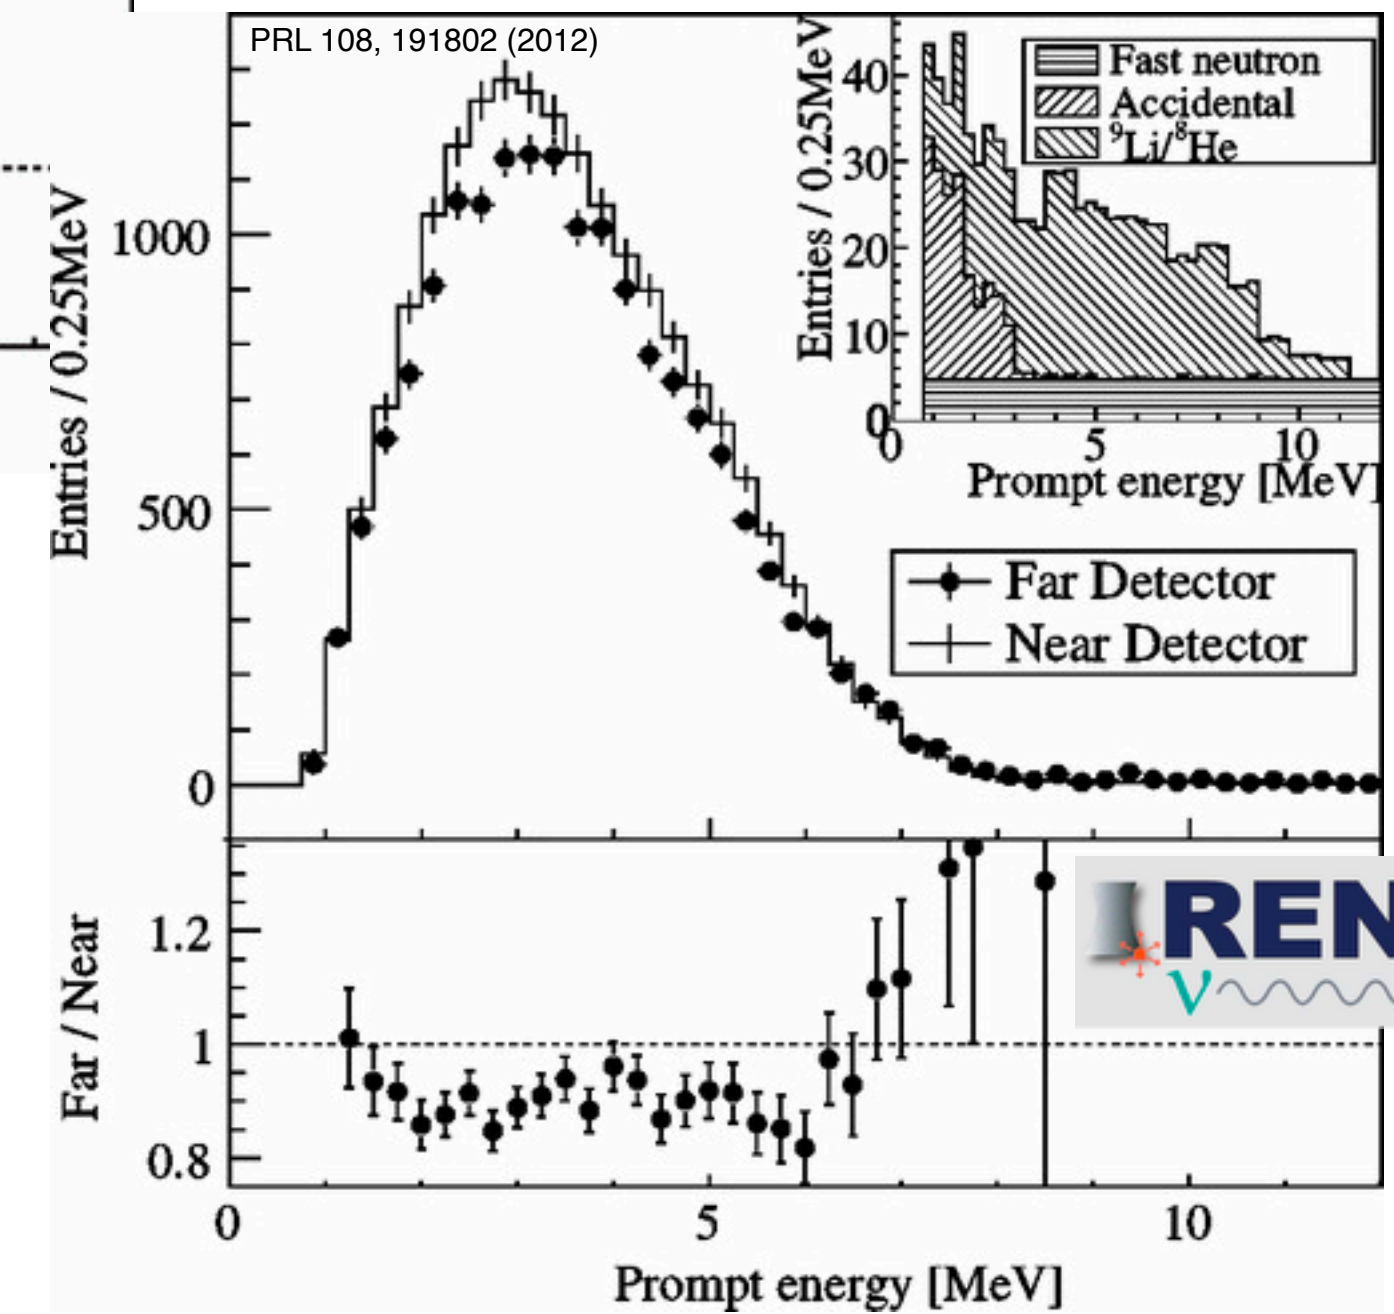 PRL 108, 191802 (2012)
Entries / 0.25MeV
1000
500
0
Entries / 0.25MeV
40
30
20
10
0
Fast neutron
Accidental
⁹Li/⁸He
0 5 10
Prompt energy [MeV]
Far Detector
Near Detector
Far / Near
1.2
1
0.8
REN
ν
0 5 10
Prompt energy [MeV]